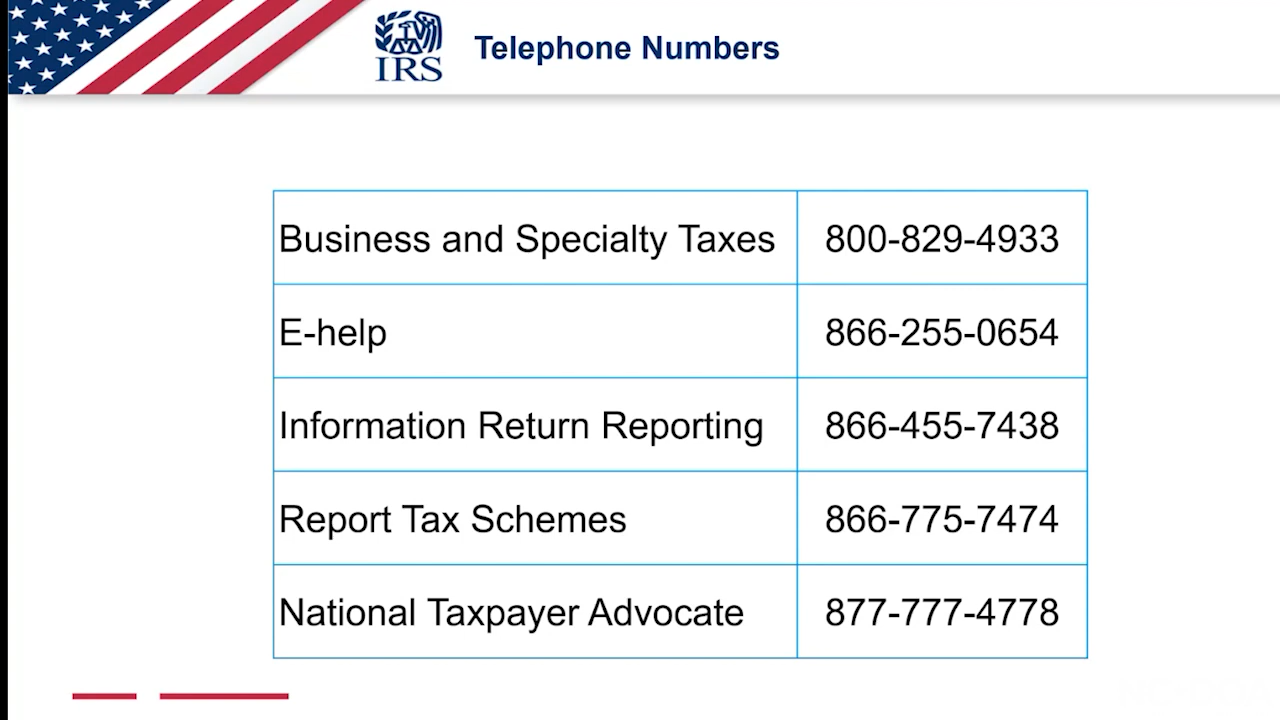 IRS
Telephone Numbers
Business and Specialty Taxes 800-829-4933
E-help 866-255-0654
Information Return Reporting 866-455-7438
Report Tax Schemes 866-775-7474
National Taxpayer Advocate 877-777-4778